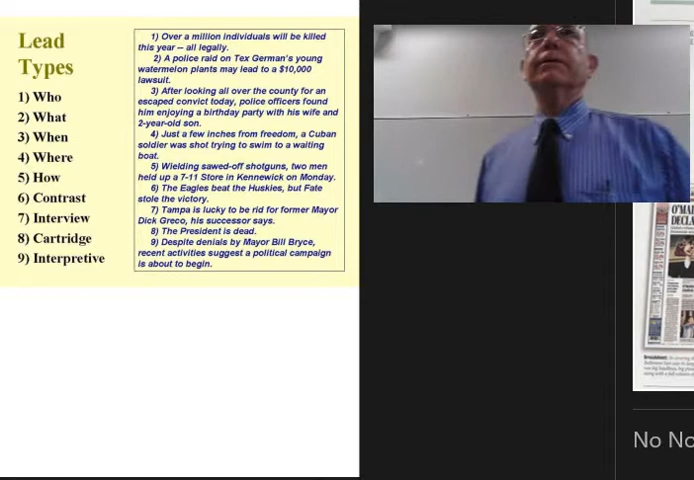 Lead
Types
1) Who
2) What
3) When
4) Where
5) How
6) Contrast
7) Interview
8) Cartridge
9) Interpretive
1) Over a million individuals will be killed
this year -- all legally.
2) A police raid on Tex German's young
watermelon plants may lead to a $10,000
lawsuit.
3) After looking all over the county for an
escaped convict today, police officers found
him enjoying a birthday party with his wife and
2-year-old son.
4) Just a few inches from freedom, a Cuban
soldier was shot trying to swim to a waiting
boat.
5) Wielding sawed-off shotguns, two men
held up a 7-11 Store in Kennewick on Monday.
6) The Eagles beat the Huskies, but Fate
stole the victory.
7) Tampa is lucky to be rid for former Mayor
Dick Greco, his successor says.
8) The President is dead.
9) Despite denials by Mayor Bill Bryce,
recent activities suggest a political campaign
is about to begin.
O'MA
DECLA
No No